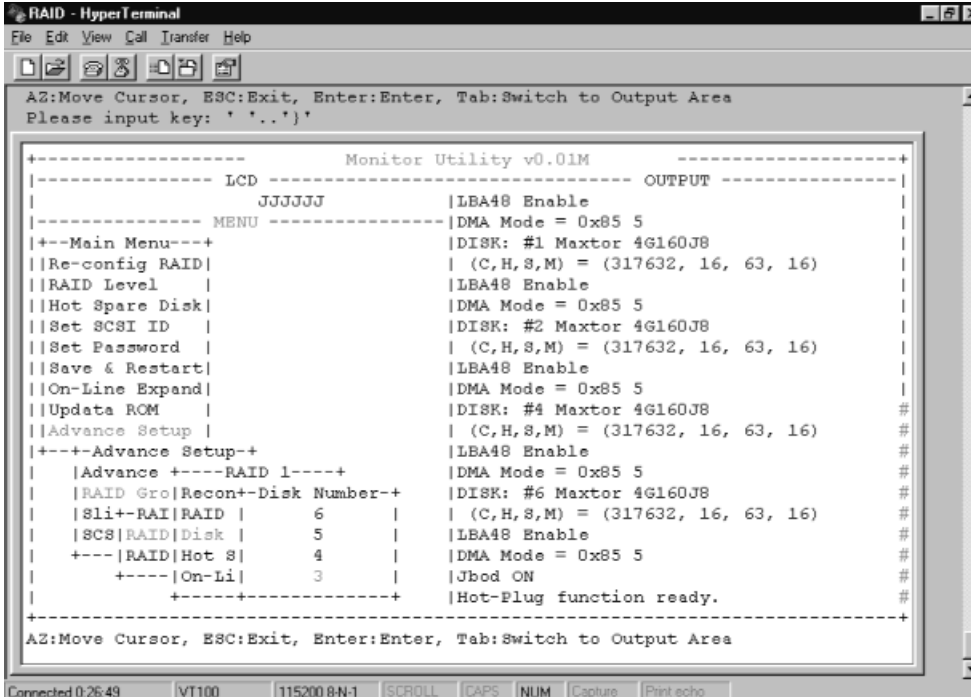 RAID - HyperTerminal
File Edit View Call Transfer Help
AZ:Move Cursor, ESC:Exit, Enter:Enter, Tab:Switch to Output Area
Please input key: ' '..'}'
+------------------- Monitor Utility v0.01M --------------------+
|---------------- LCD --------------------------------- OUTPUT -----------------|
| JJJJJJ |LBA48 Enable |
|--------------- MENU ----------------|DMA Mode = 0x85 5 |
|+--Main Menu---+ |DISK: #1 Maxtor 4G160J8 |
||Re-config RAID| | (C,H,S,M) = (317632, 16, 63, 16) |
||RAID Level | |LBA48 Enable |
||Hot Spare Disk| |DMA Mode = 0x85 5 |
||Set SCSI ID | |DISK: #2 Maxtor 4G160J8 |
||Set Password | | (C,H,S,M) = (317632, 16, 63, 16) |
||Save & Restart| |LBA48 Enable |
||On-Line Expand| |DMA Mode = 0x85 5 |
||Updata ROM | |DISK: #4 Maxtor 4G160J8 #
||Advance Setup | | (C,H,S,M) = (317632, 16, 63, 16) #
|+--+-Advance Setup-+ |LBA48 Enable #
| |Advance +----RAID 1----+ |DMA Mode = 0x85 5 #
| |RAID Gro|Recon+-Disk Number-+ |DISK: #6 Maxtor 4G160J8 #
| |Sli+-RAI|RAID | 6 | | (C,H,S,M) = (317632, 16, 63, 16) #
| |SCS|RAID|Disk | 5 | |LBA48 Enable #
| +---|RAID|Hot S| 4 | |DMA Mode = 0x85 5 #
| +----|On-Li| 3 | |Jbod ON #
| +-----+-------------+ |Hot-Plug function ready. #
+-------------------------------------------------------------------------------+
AZ:Move Cursor, ESC:Exit, Enter:Enter, Tab:Switch to Output Area
Connected 0:26:49 VT100 115200 8-N-1 SCROLL CAPS NUM Capture Print echo